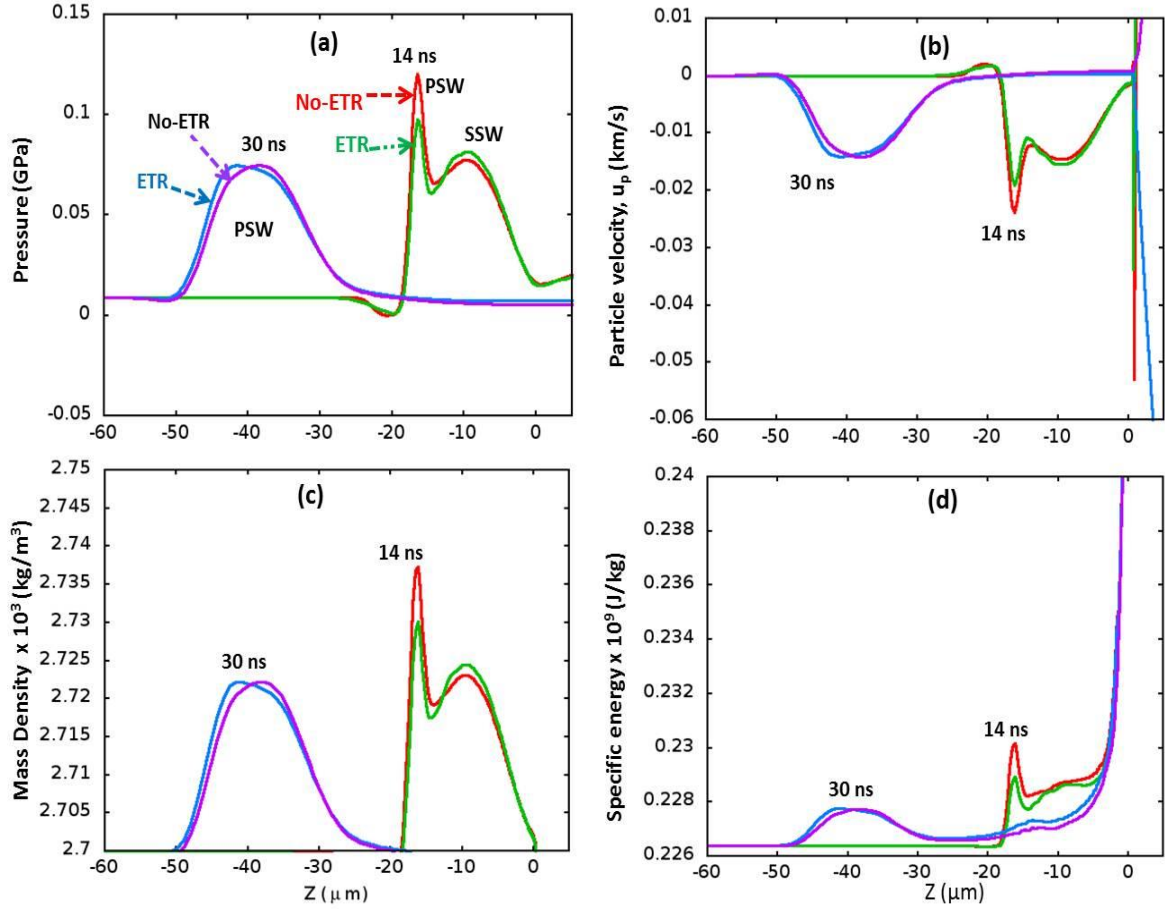 (a)
Pressure (GPa)
0.15
0.1
0.05
0
-0.05
14 ns
PSW
No-ETR
ETR
SSW
No-ETR
30 ns
ETR
PSW
-60 -50 -40 -30 -20 -10 0
(b)
Particle velocity, uₚ (km/s)
0.01
0
-0.01
-0.02
-0.03
-0.04
-0.05
-0.06
30 ns
14 ns
-60 -50 -40 -30 -20 -10 0
(c)
Mass Density x 10³ (kg/m³)
2.75
2.745
2.74
2.735
2.73
2.725
2.72
2.715
2.71
2.705
2.7
14 ns
30 ns
-60 -50 -40 -30 -20 -10 0
Z (μm)
(d)
Specific energy x 10⁹ (J/kg)
0.24
0.238
0.236
0.234
0.232
0.23
0.228
0.226
14 ns
30 ns
-60 -50 -40 -30 -20 -10 0
Z (μm)